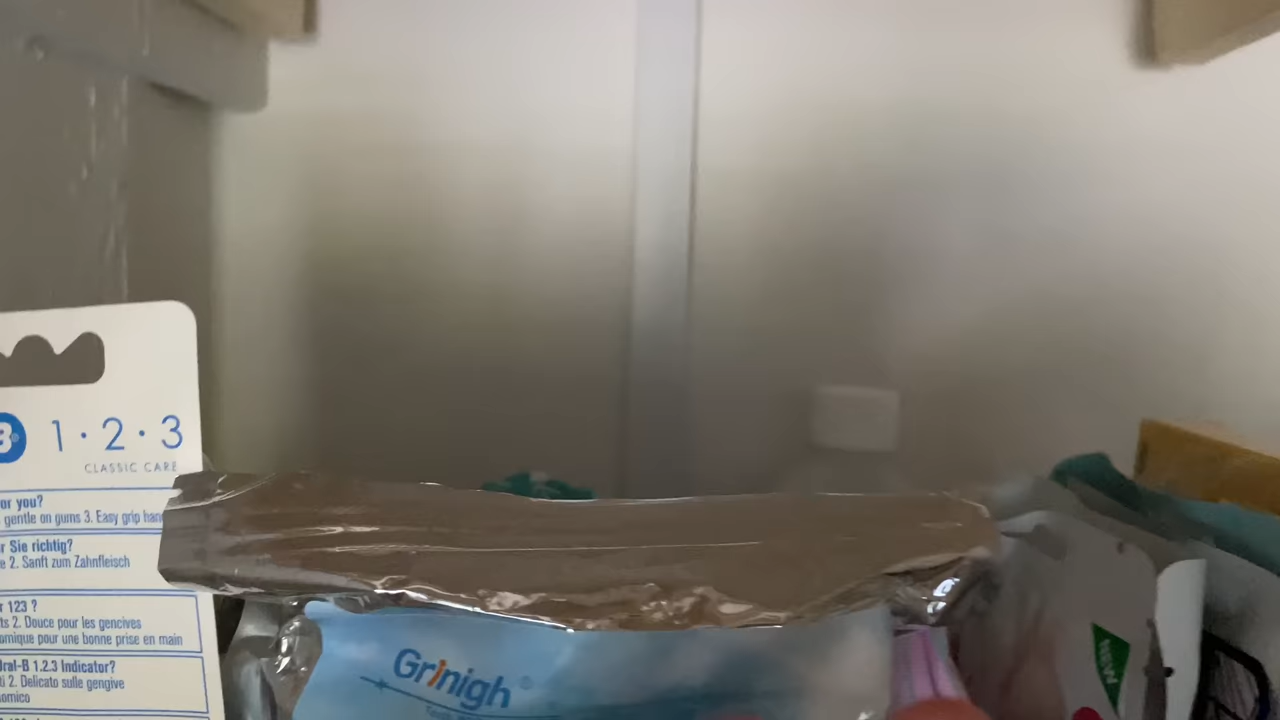 1·2·3
CLASSIC CARE
or you?
gentle on gums 3. Easy grip han
r Sie richtig?
e 2. Sanft zum Zahnfleisch
r 123 ?
ts 2. Douce pour les gencives
omique pour une bonne prise en main
ral-B 1.2.3 Indicator?
ti 2. Delicato sulle gengive
omico
Grinigh
NEW